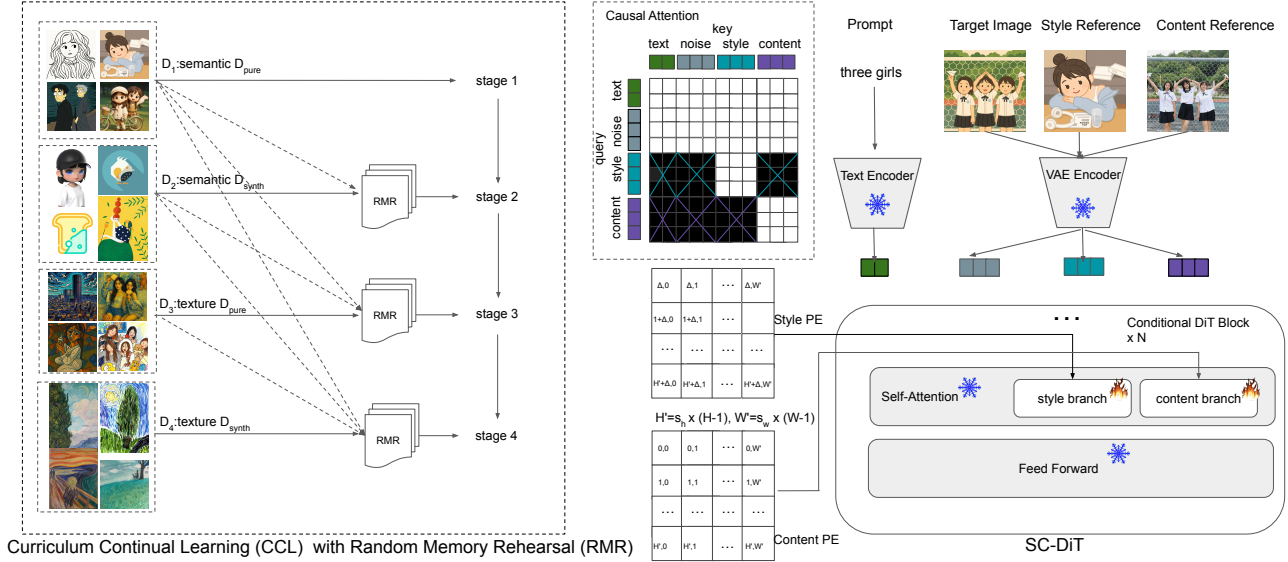 D1:semantic Dpure
stage 1
D2:semantic Dsynth
RMR
stage 2
D3:texture Dpure
RMR
stage 3
D4:texture Dsynth
RMR
stage 4
Curriculum Continual Learning (CCL) with Random Memory Rehearsal (RMR)
Causal Attention
key
text noise style content
query
text
noise
style
content
Prompt
three girls
Text Encoder
Target Image
Style Reference
Content Reference
VAE Encoder
Δ,0 Δ,1 ··· Δ,W'
1+Δ,0 1+Δ,1 ··· 1+Δ,W'
··· ··· ··· ···
H'+Δ,0 H'+Δ,1 ··· H'+Δ,W'
Style PE
H'=sh x (H-1), W'=sw x (W-1)
0,0 0,1 ··· 0,W'
1,0 1,1 ··· 1,W'
··· ··· ··· ···
H',0 H',1 ··· H',W'
Content PE
···
Conditional DiT Block
x N
Self-Attention
style branch
content branch
Feed Forward
SC-DiT